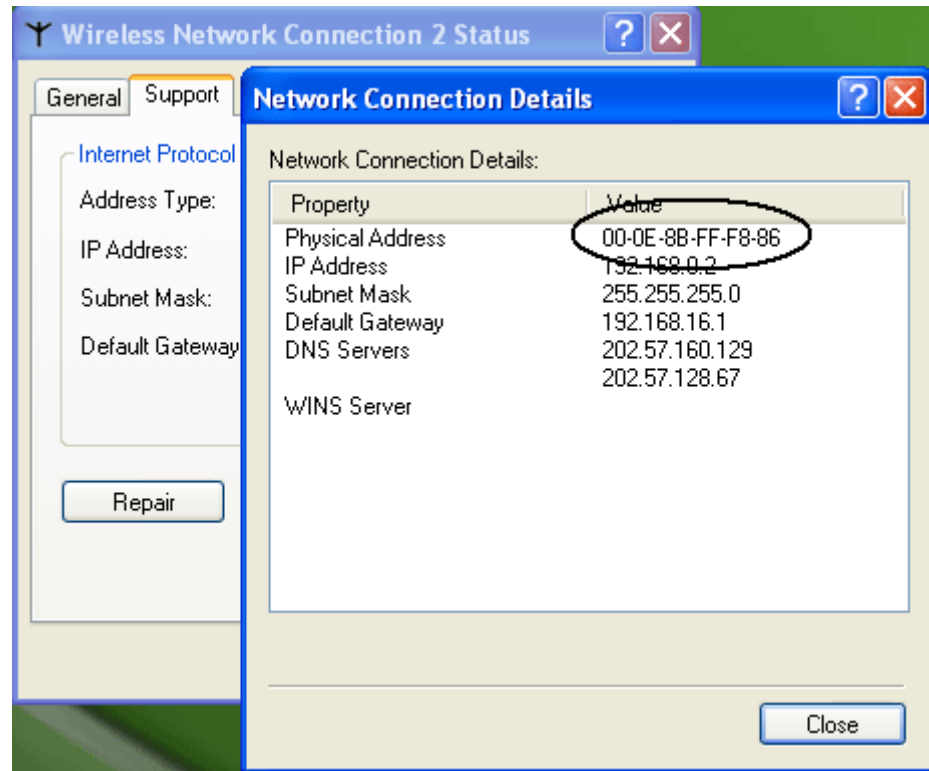 Wireless Network Connection 2 Status
General Support
Internet Protocol
Address Type:
IP Address:
Subnet Mask:
Default Gateway
Repair
Network Connection Details
Network Connection Details:
Property Value
Physical Address 00-0E-8B-FF-F8-86
IP Address 192.168.0.2
Subnet Mask 255.255.255.0
Default Gateway 192.168.16.1
DNS Servers 202.57.160.129
202.57.128.67
WINS Server
Close